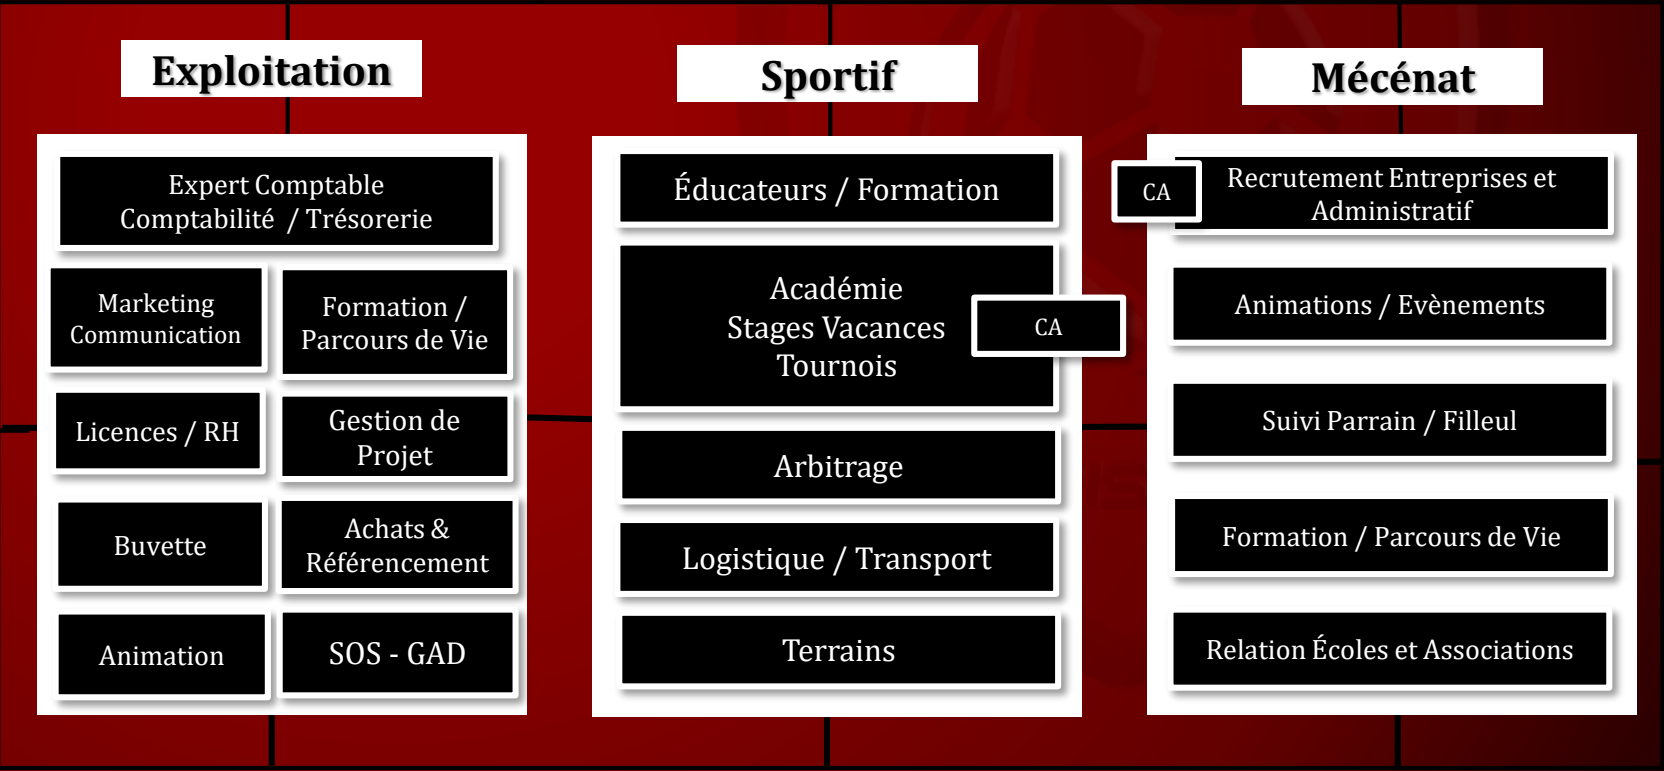 Exploitation
Expert Comptable
Comptabilité / Trésorerie
Marketing
Communication
Formation /
Parcours de Vie
Licences / RH
Gestion de
Projet
Buvette
Achats &
Référencement
Animation
SOS - GAD
Sportif
Éducateurs / Formation
Académie
Stages Vacances
Tournois
CA
Arbitrage
Logistique / Transport
Terrains
Mécénat
CA
Recrutement Entreprises et
Administratif
Animations / Evènements
Suivi Parrain / Filleul
Formation / Parcours de Vie
Relation Écoles et Associations